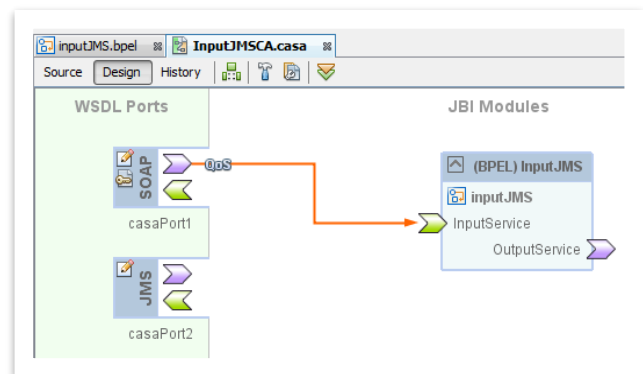 inputJMS.bpel
InputJMSCA.casa
Source Design History
WSDL Ports
JBI Modules
SOAP
QoS
casaPort1
(BPEL) InputJMS
inputJMS
InputService
OutputService
JMS
casaPort2